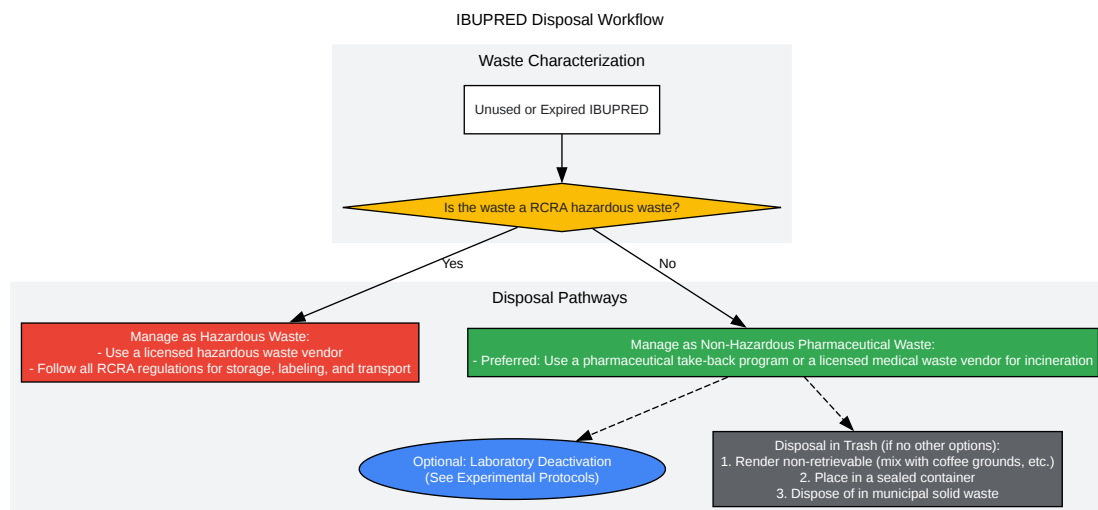 IBUPRED Disposal Workflow
Waste Characterization
Unused or Expired IBUPRED
Is the waste a RCRA hazardous waste?
Yes
No
Disposal Pathways
Manage as Hazardous Waste:
- Use a licensed hazardous waste vendor
- Follow all RCRA regulations for storage, labeling, and transport
Manage as Non-Hazardous Pharmaceutical Waste:
- Preferred: Use a pharmaceutical take-back program or a licensed medical waste vendor for incineration
Optional: Laboratory Deactivation
(See Experimental Protocols)
Disposal in Trash (if no other options):
1. Render non-retrievable (mix with coffee grounds, etc.)
2. Place in a sealed container
3. Dispose of in municipal solid waste